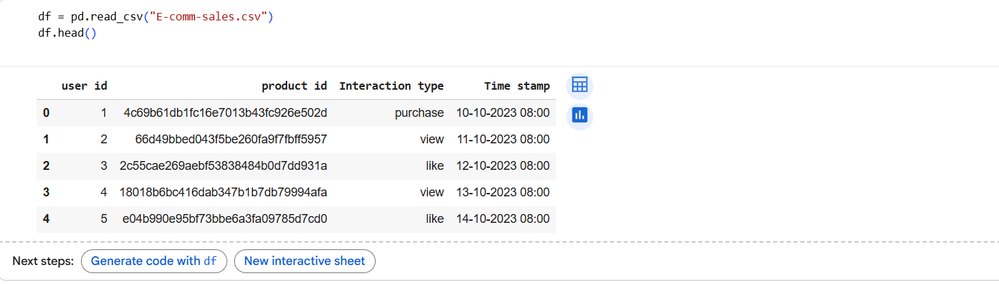 df = pd.read_csv("E-comm-sales.csv")
df.head()
user id product id Interaction type Time stamp
0 1 4c69b61db1fc16e7013b43fc926e502d purchase 10-10-2023 08:00
1 2 66d49bbed043f5be260fa9f7fbff5957 view 11-10-2023 08:00
2 3 2c55cae269aebf53838484b0d7dd931a like 12-10-2023 08:00
3 4 18018b6bc416dab347b1b7db79994afa view 13-10-2023 08:00
4 5 e04b990e95bf73bbe6a3fa09785d7cd0 like 14-10-2023 08:00
Next steps: Generate code with df New interactive sheet